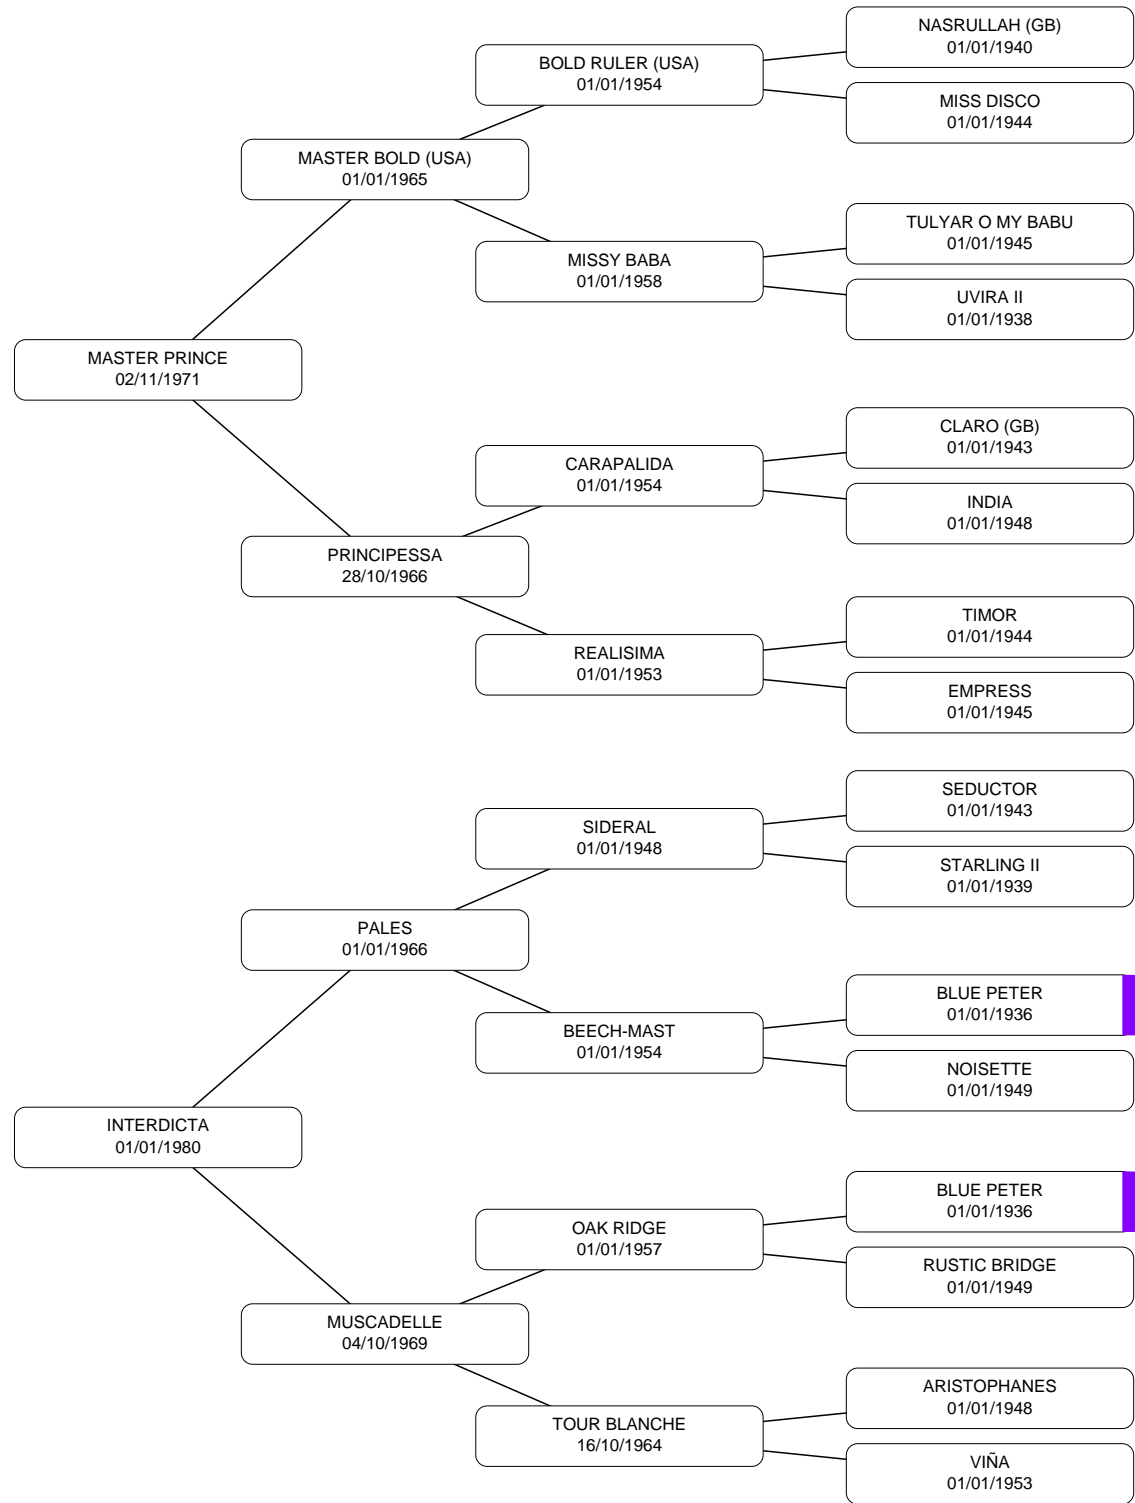 NASRULLAH (GB)
01/01/1940
BOLD RULER (USA)
01/01/1954
MISS DISCO
01/01/1944
MASTER BOLD (USA)
01/01/1965
TULYAR O MY BABU
01/01/1945
MISSY BABA
01/01/1958
UVIRA II
01/01/1938
MASTER PRINCE
02/11/1971
CLARO (GB)
01/01/1943
CARAPALIDA
01/01/1954
INDIA
01/01/1948
PRINCIPESSA
28/10/1966
TIMOR
01/01/1944
REALISIMA
01/01/1953
EMPRESS
01/01/1945
SEDUCTOR
01/01/1943
SIDERAL
01/01/1948
STARLING II
01/01/1939
PALES
01/01/1966
BLUE PETER
01/01/1936
BEECH-MAST
01/01/1954
NOISETTE
01/01/1949
INTERDICTA
01/01/1980
BLUE PETER
01/01/1936
OAK RIDGE
01/01/1957
RUSTIC BRIDGE
01/01/1949
MUSCADELLE
04/10/1969
ARISTOPHANES
01/01/1948
TOUR BLANCHE
16/10/1964
VIÑA
01/01/1953